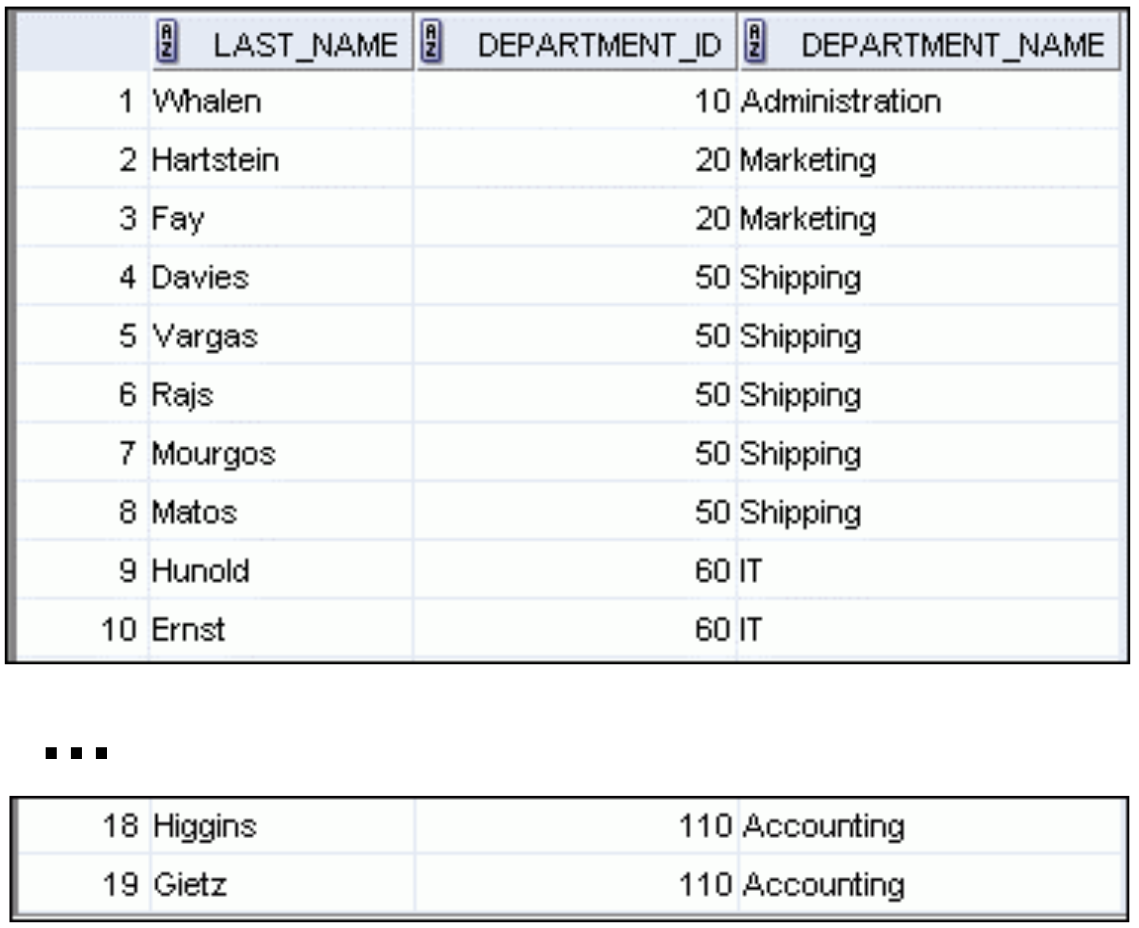 LAST_NAME DEPARTMENT_ID DEPARTMENT_NAME
1 Whalen 10 Administration
2 Hartstein 20 Marketing
3 Fay 20 Marketing
4 Davies 50 Shipping
5 Vargas 50 Shipping
6 Rajs 50 Shipping
7 Mourgos 50 Shipping
8 Matos 50 Shipping
9 Hunold 60 IT
10 Ernst 60 IT
...
18 Higgins 110 Accounting
19 Gietz 110 Accounting